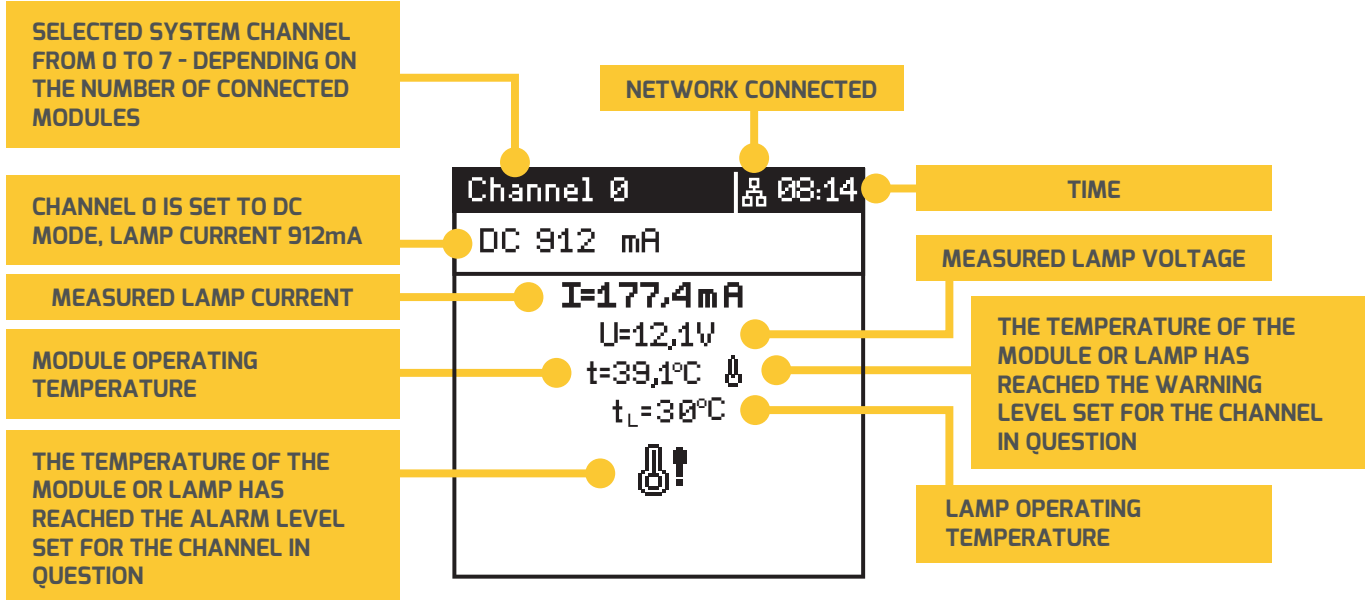 SELECTED SYSTEM CHANNEL
FROM 0 TO 7 - DEPENDING ON
THE NUMBER OF CONNECTED
MODULES
NETWORK CONNECTED
Channel 0
08:14
TIME
CHANNEL 0 IS SET TO DC
MODE, LAMP CURRENT 912mA
DC 912 mA
MEASURED LAMP VOLTAGE
MEASURED LAMP CURRENT
I=177,4mA
U=12,1V
THE TEMPERATURE OF THE
MODULE OR LAMP HAS
REACHED THE WARNING
LEVEL SET FOR THE CHANNEL
IN QUESTION
MODULE OPERATING
TEMPERATURE
t=39,1°C
tL=30°C
THE TEMPERATURE OF THE
MODULE OR LAMP HAS
REACHED THE ALARM LEVEL
SET FOR THE CHANNEL IN
QUESTION
!
LAMP OPERATING
TEMPERATURE